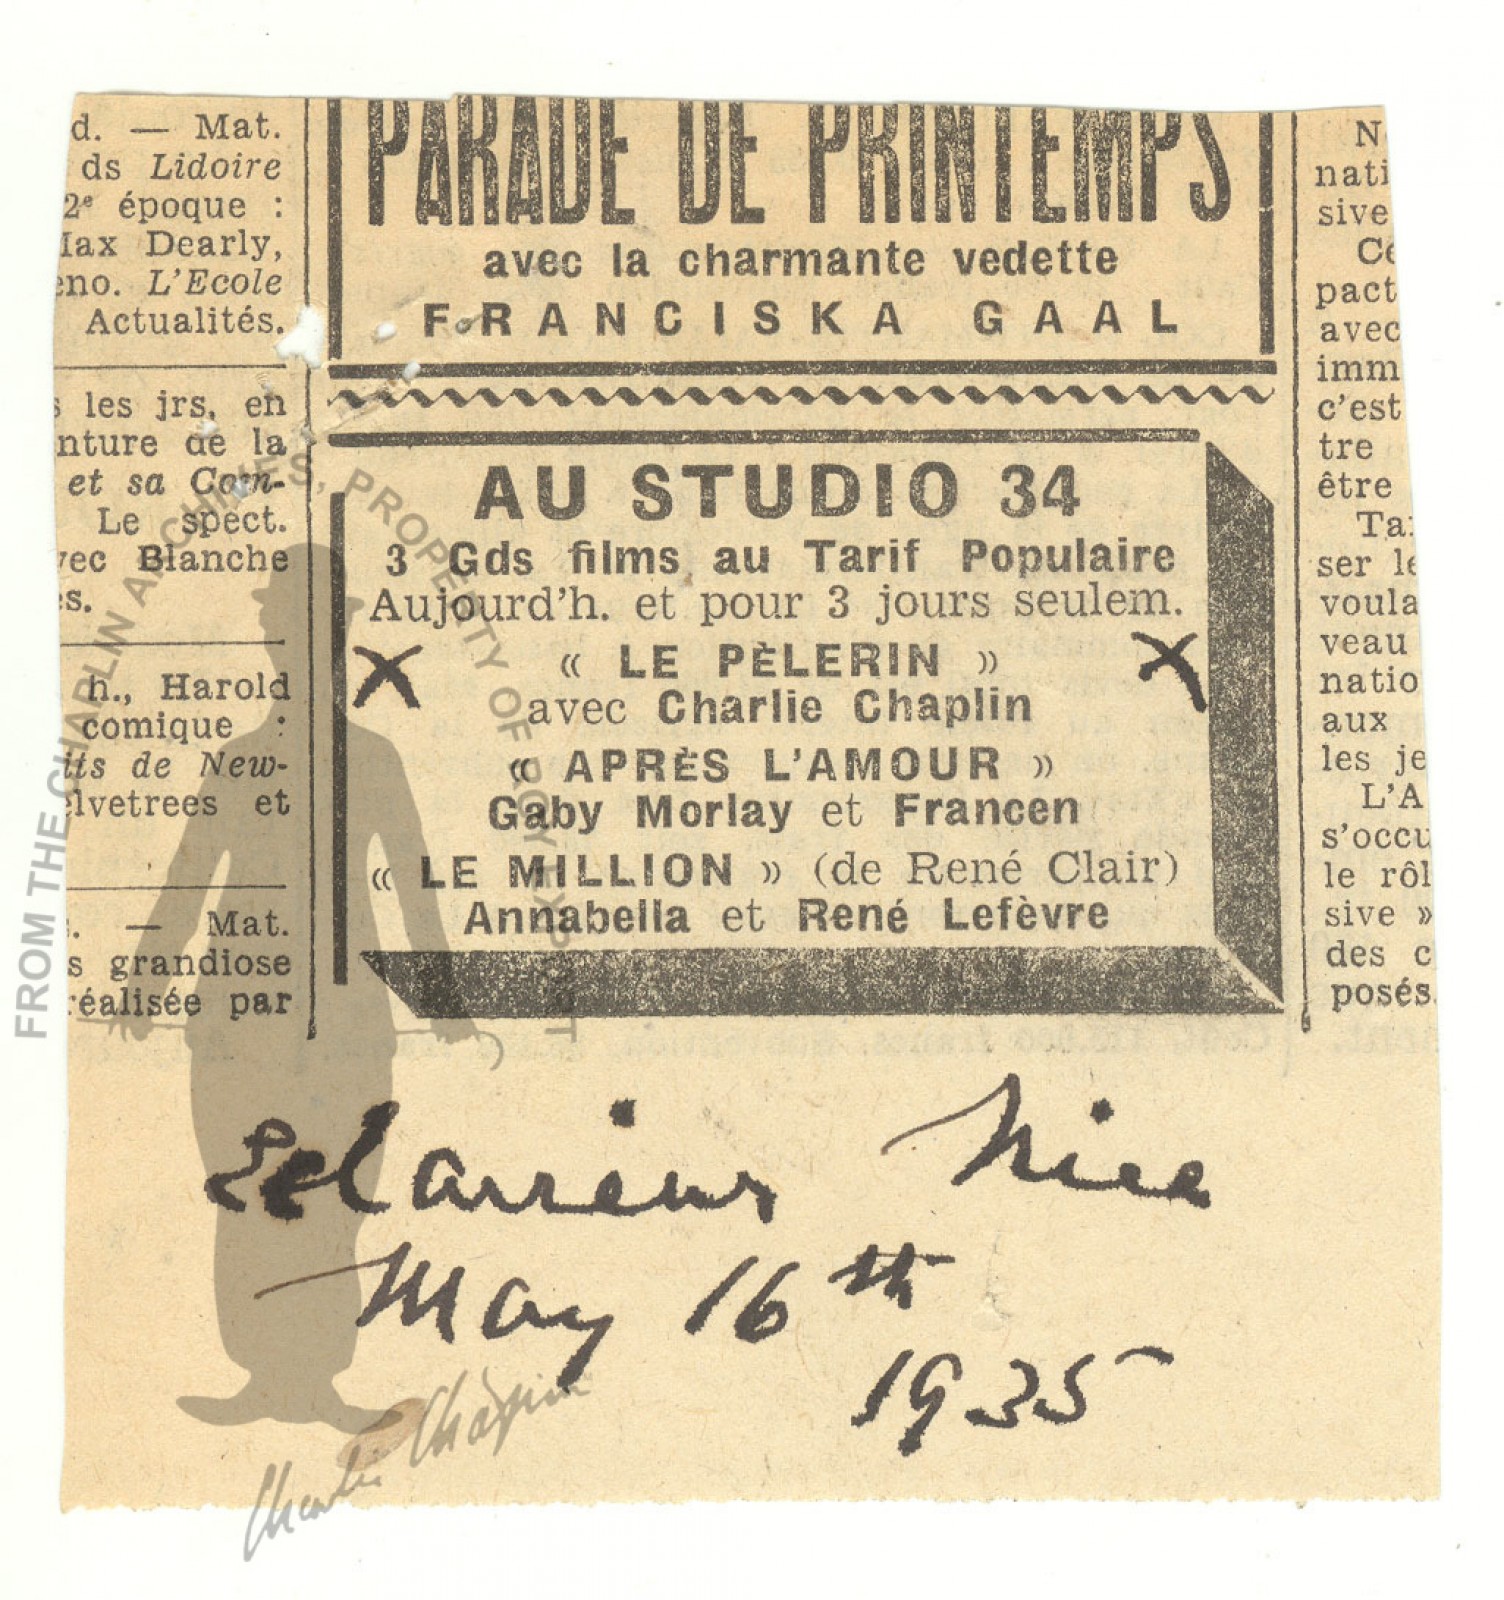 d. — Mat.
ds Lidoire
2e époque :
ax Dearly,
eno. L'Ecole
Actualités.
les jrs, en
nture de la
et sa Com-
Le spect.
vec Blanche
es.
h., Harold
comique :
its de New-
elvetrees et
. — Mat.
s grandiose
réalisée par
PARADE DE PRINTEMPS
avec la charmante vedette
FRANCISKA GAAL
AU STUDIO 34
3 Gds films au Tarif Populaire
Aujourd'h. et pour 3 jours seulem.
« LE PÈLERIN »
avec Charlie Chaplin
« APRÈS L'AMOUR »
Gaby Morlay et Francen
« LE MILLION » (de René Clair)
Annabella et René Lefèvre
N
nati
sive
Ce
pact
avec
imm
c'est
tre
être
Ta
ser le
voula
veau
natio
aux
les je
L'A
s'occu
le rôl
sive »
des c
posés
Eclaireur Nice
May 16th
1935
FROM THE CHAPLIN ARCHIVES, PROPERTY OF ROY EXPORT
Charlie Chaplin